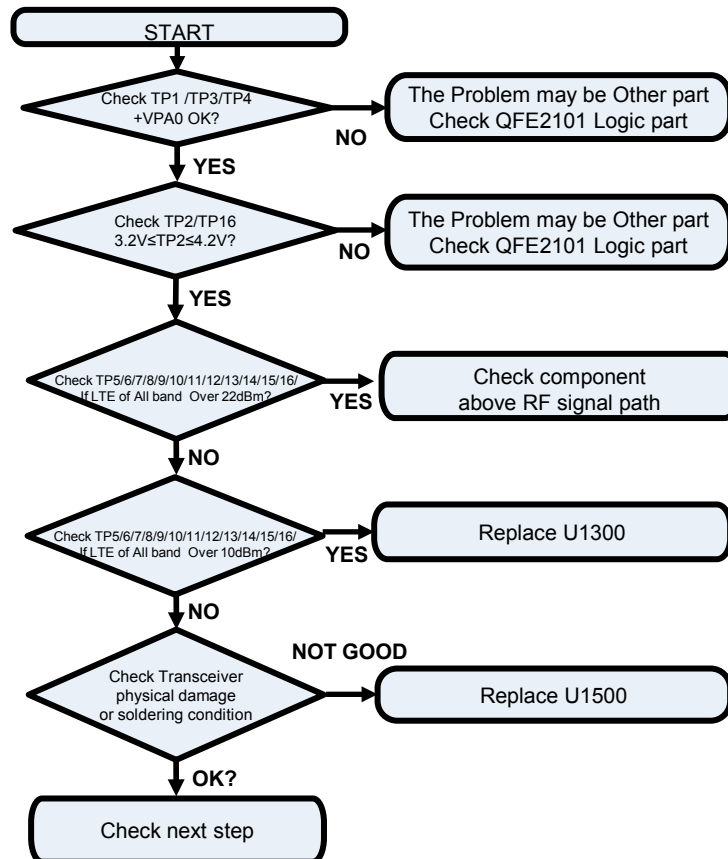 START
Check TP1 /TP3/TP4
+VPA0 OK?
NO
The Problem may be Other part
Check QFE2101 Logic part
YES
Check TP2/TP16
3.2V≤TP2≤4.2V?
NO
The Problem may be Other part
Check QFE2101 Logic part
YES
Check TP5/6/7/8/9/10/11/12/13/14/15/16/
If LTE of All band Over 22dBm?
YES
Check component
above RF signal path
NO
Check TP5/6/7/8/9/10/11/12/13/14/15/16/
If LTE of All band Over 10dBm?
YES
Replace U1300
NO
Check Transceiver
physical damage
or soldering condition
NOT GOOD
Replace U1500
OK?
Check next step